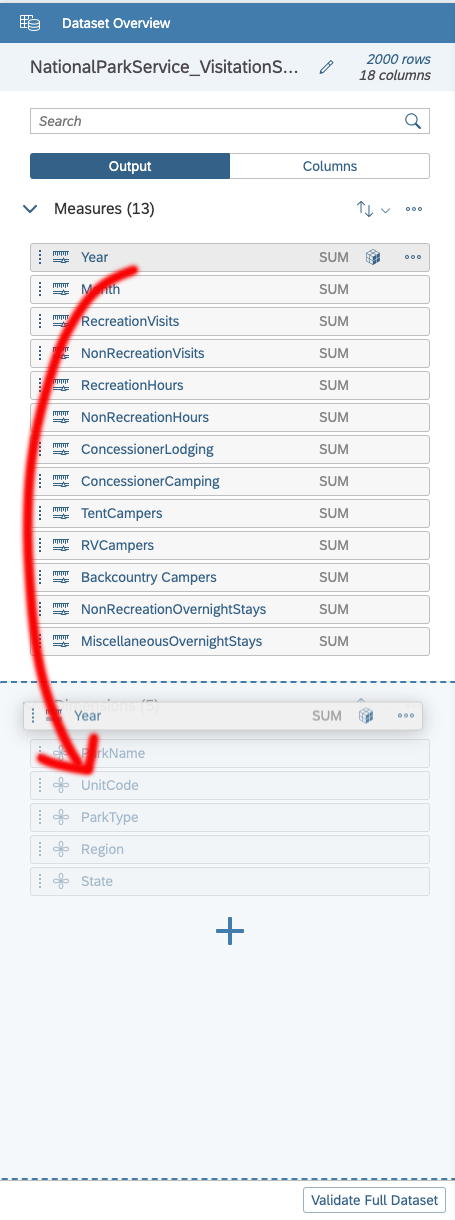 Dataset Overview
NationalParkService_VisitationS...
2000 rows
18 columns
Search
Output Columns
Measures (13)
Year SUM
Month SUM
RecreationVisits SUM
NonRecreationVisits SUM
RecreationHours SUM
NonRecreationHours SUM
ConcessionerLodging SUM
ConcessionerCamping SUM
TentCampers SUM
RVCampers SUM
Backcountry Campers SUM
NonRecreationOvernightStays SUM
MiscellaneousOvernightStays SUM
Dimensions (5)
Year SUM
ParkName
UnitCode
ParkType
Region
State
Validate Full Dataset